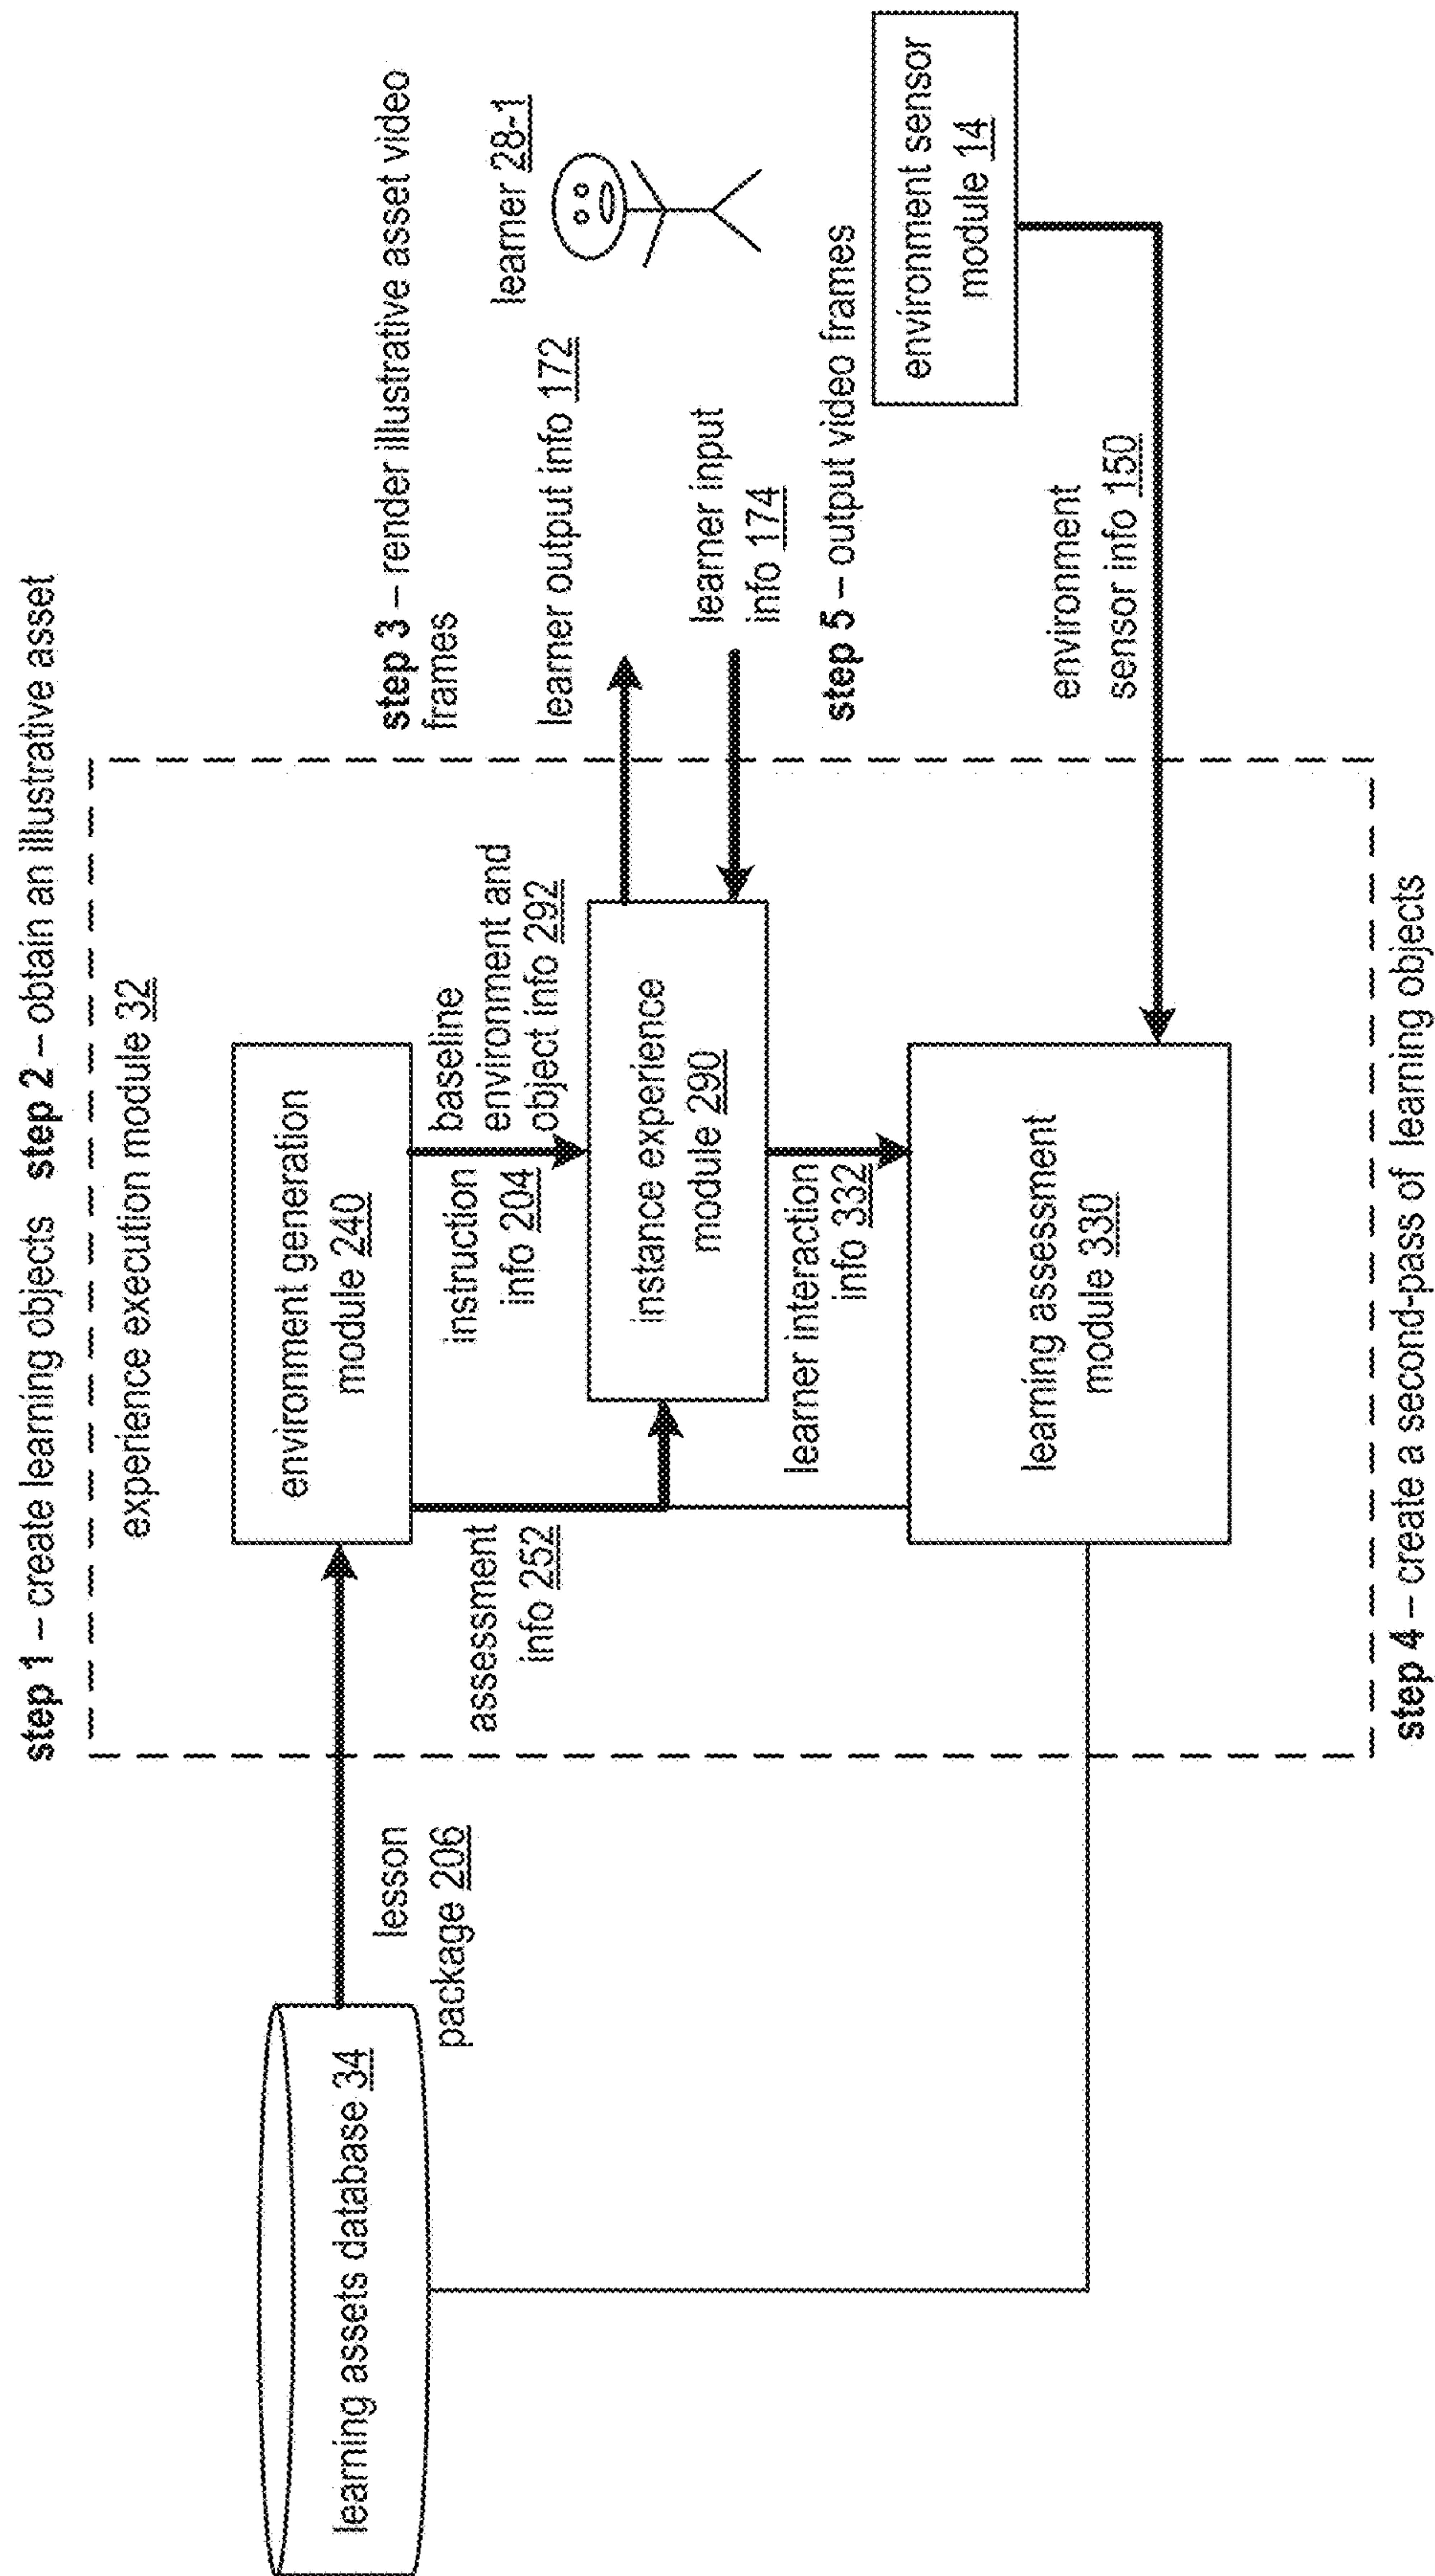 step 1 – create learning objects   step 2 – obtain an illustrative asset
experience execution module 32
learning assets database 34
lesson
package 206
environment generation
module 240
assessment
info 252
instruction
info 204
baseline
environment and
object info 292
instance experience
module 290
learner interaction
info 332
learning assessment
module 330
step 3 – render illustrative asset video
frames
learner output info 172
learner 28-1
learner input
info 174
step 5 – output video frames
environment sensor
module 14
environment
sensor info 150
step 4 – create a second-pass of learning objects